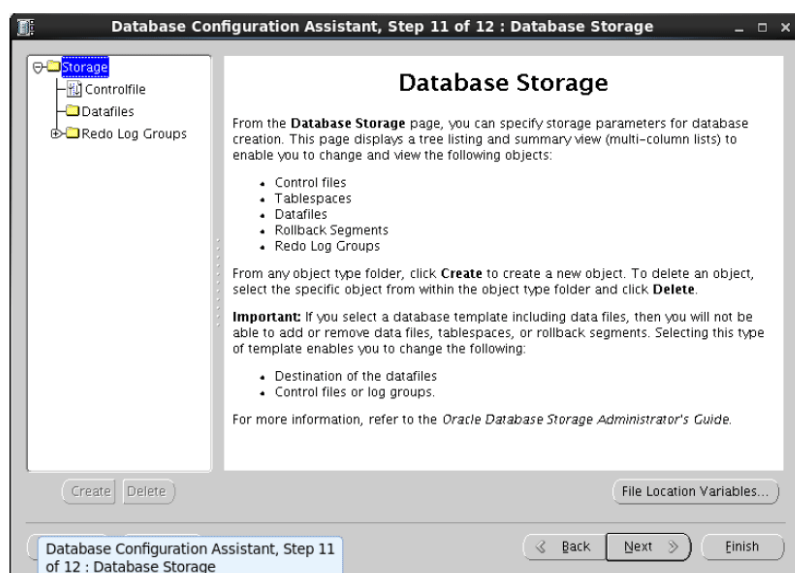 Database Configuration Assistant, Step 11 of 12 : Database Storage
Storage
Controlfile
Datafiles
Redo Log Groups
Database Storage
From the Database Storage page, you can specify storage parameters for database
creation. This page displays a tree listing and summary view (multi-column lists) to
enable you to change and view the following objects:
• Control files
• Tablespaces
• Datafiles
• Rollback Segments
• Redo Log Groups
From any object type folder, click Create to create a new object. To delete an object,
select the specific object from within the object type folder and click Delete.
Important: If you select a database template including data files, then you will not be
able to add or remove data files, tablespaces, or rollback segments. Selecting this type
of template enables you to change the following:
• Destination of the datafiles
• Control files or log groups.
For more information, refer to the Oracle Database Storage Administrator's Guide.
Create Delete
File Location Variables...
Back Next Finish
Database Configuration Assistant, Step 11
of 12 : Database Storage